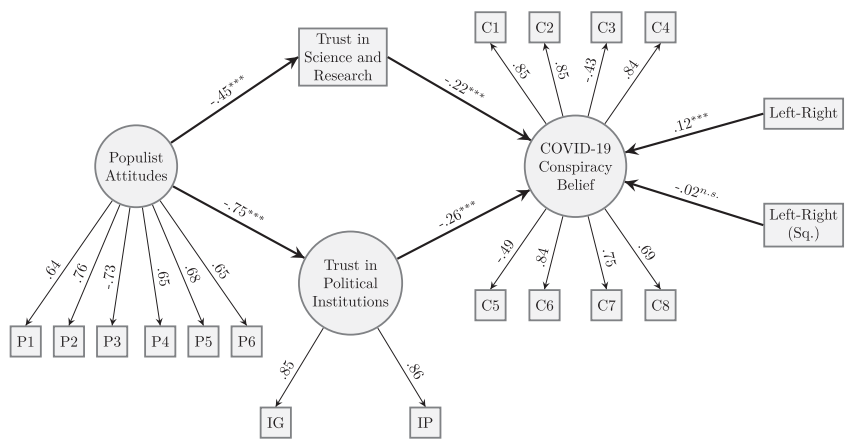 C1
C2
C3
C4
Trust in
Science and
Research
.85
.85
-.43
.84
-.45***
-.22***
.12***
Left-Right
Populist
Attitudes
COVID-19
Conspiracy
Belief
-.02n.s.
Left-Right
(Sq.)
-.75***
-.26***
.64
.76
-.73
.65
.68
.65
Trust in
Political
Institutions
-.49
.84
.75
.69
C5
C6
C7
C8
P1
P2
P3
P4
P5
P6
.85
.86
IG
IP